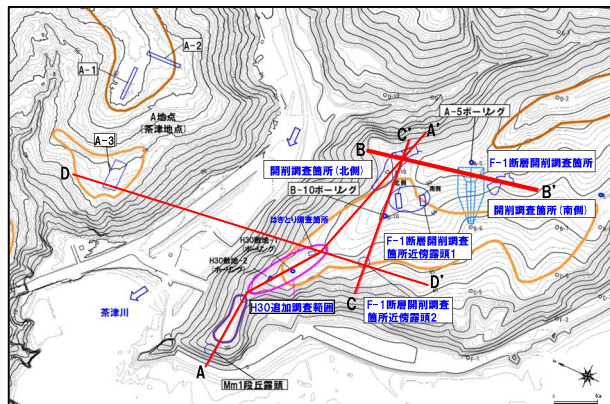 A-2
A-1
A地点
(茶津地点)
A-3
D
A-5ボーリング
C'
A'
B
F-1断層開削調査箇所
開削調査箇所(北側)
B-10ボーリング
北側
南側
B'
開削調査箇所(南側)
はぎとり調査箇所
H30敷地-1
(ボーリング)
H30敷地-2
(ボーリング)
F-1断層開削調査
箇所近傍露頭1
D'
C
F-1断層開削調査
箇所近傍露頭2
H30追加調査範囲
茶津川
A
Mm1段丘露頭